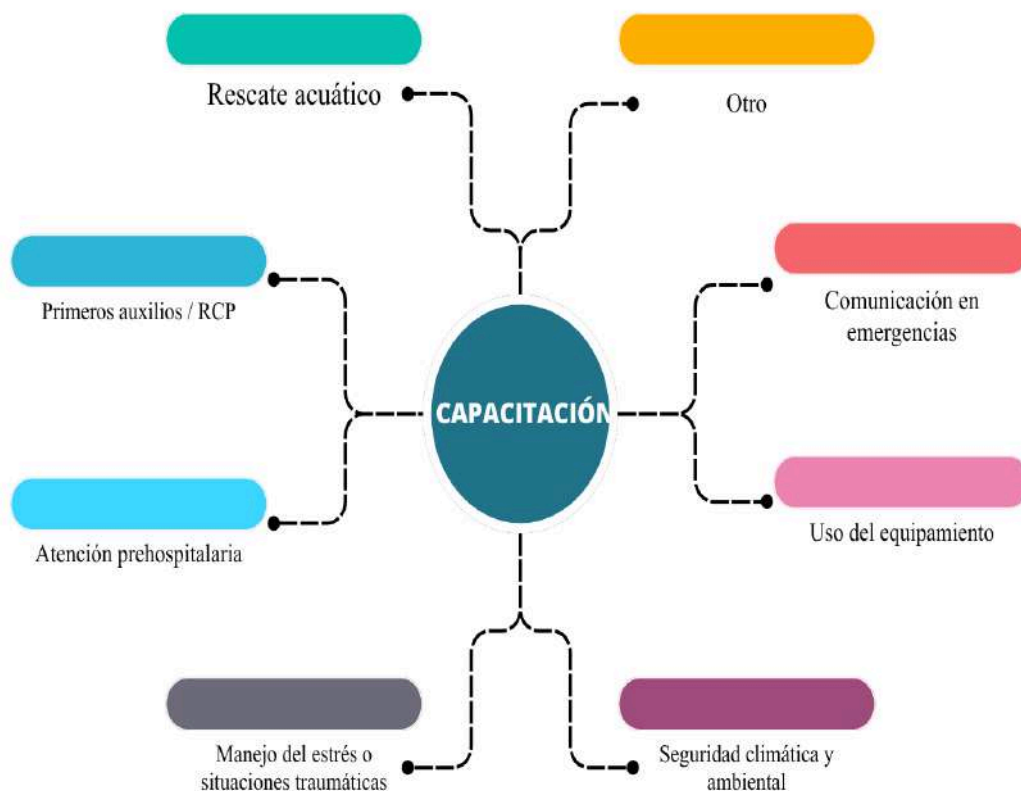 Rescate acuático
Otro
Primeros auxilios / RCP
Comunicación en
emergencias
CAPACITACIÓN
Atención prehospitalaria
Uso del equipamiento
Manejo del estrés o
situaciones traumáticas
Seguridad climática y
ambiental